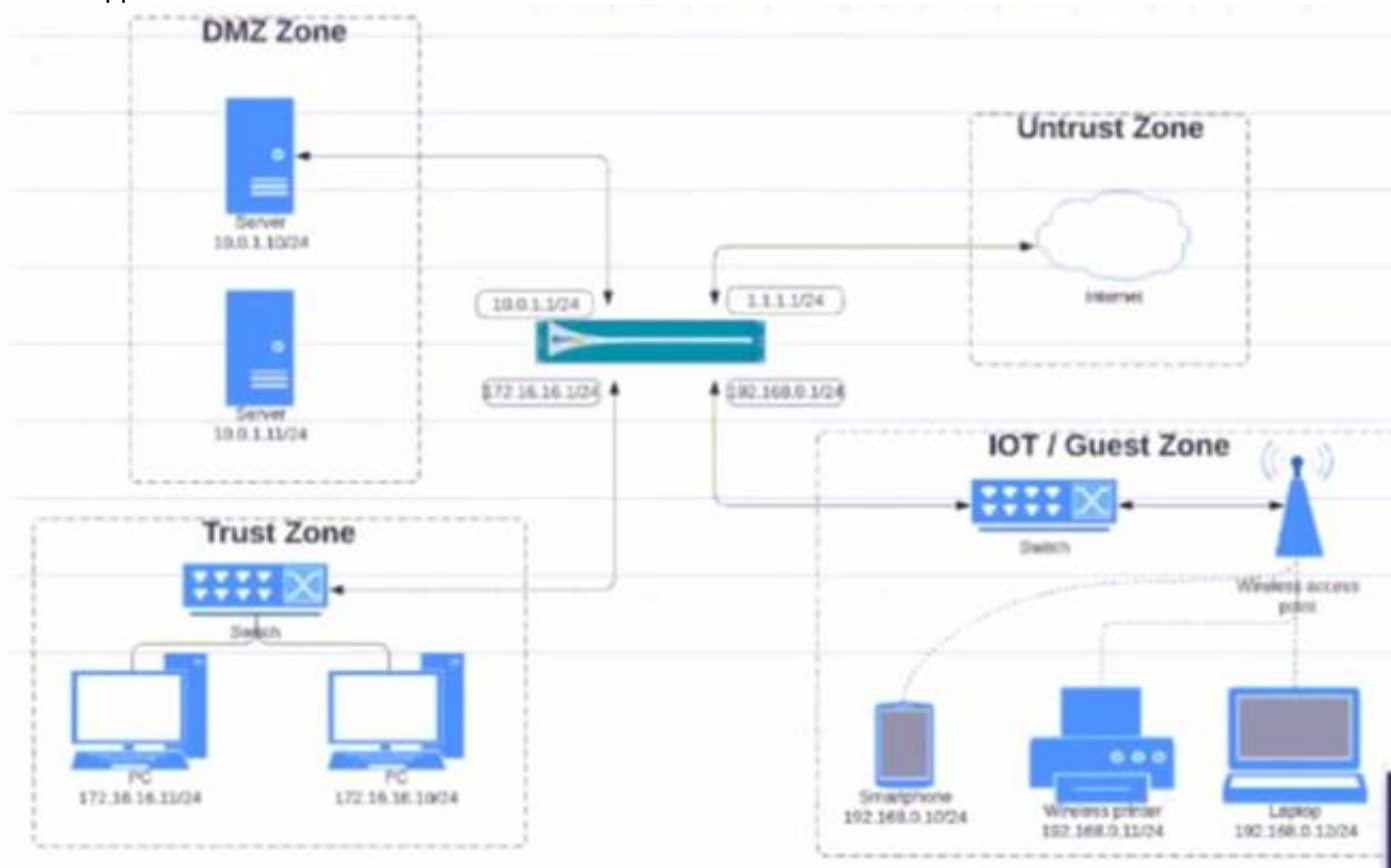 DMZ Zone
Server
10.0.1.10/24
Server
10.0.1.11/24
Untrust Zone
Internet
10.0.1.1/24
1.1.1.1/24
172.16.16.1/24
192.168.0.1/24
Trust Zone
Switch
PC
172.16.16.11/24
PC
172.16.16.10/24
IOT / Guest Zone
Switch
Wireless access
point
Smartphone
192.168.0.10/24
Wireless printer
192.168.0.11/24
Laptop
192.168.0.12/24